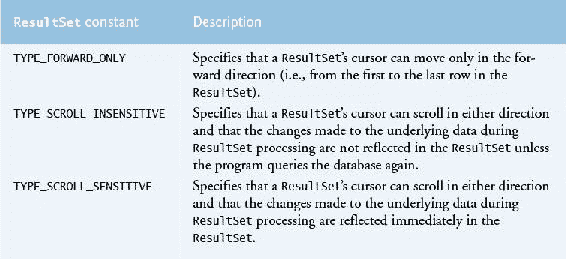 ResultSet constant Description
TYPE_FORWARD_ONLY Specifies that a ResultSet's cursor can move only in the for-
ward direction (i.e., from the first to the last row in the
ResultSet).
TYPE_SCROLL_INSENSITIVE Specifies that a ResultSet's cursor can scroll in either direction
and that the changes made to the underlying data during
ResultSet processing are not reflected in the ResultSet unless
the program queries the database again.
TYPE_SCROLL_SENSITIVE Specifies that a ResultSet's cursor can scroll in either direction
and that the changes made to the underlying data during
ResultSet processing are reflected immediately in the
ResultSet.